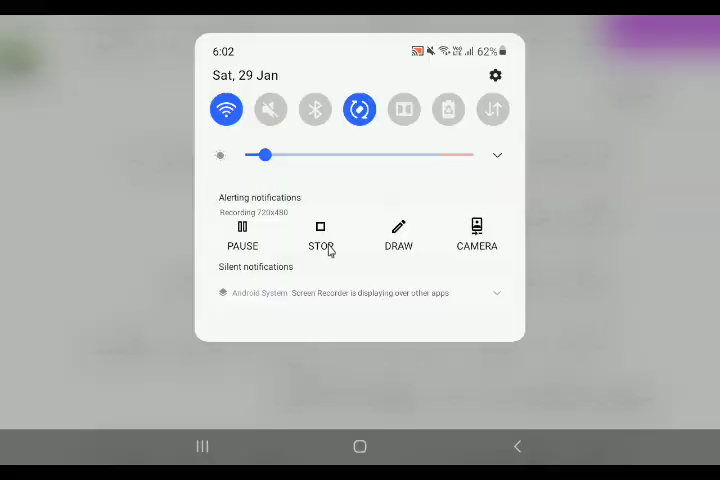 6:02
62%
Sat, 29 Jan
Alerting notifications
Recording 720x480
PAUSE STOP DRAW CAMERA
Silent notifications
Android System Screen Recorder is displaying over other apps